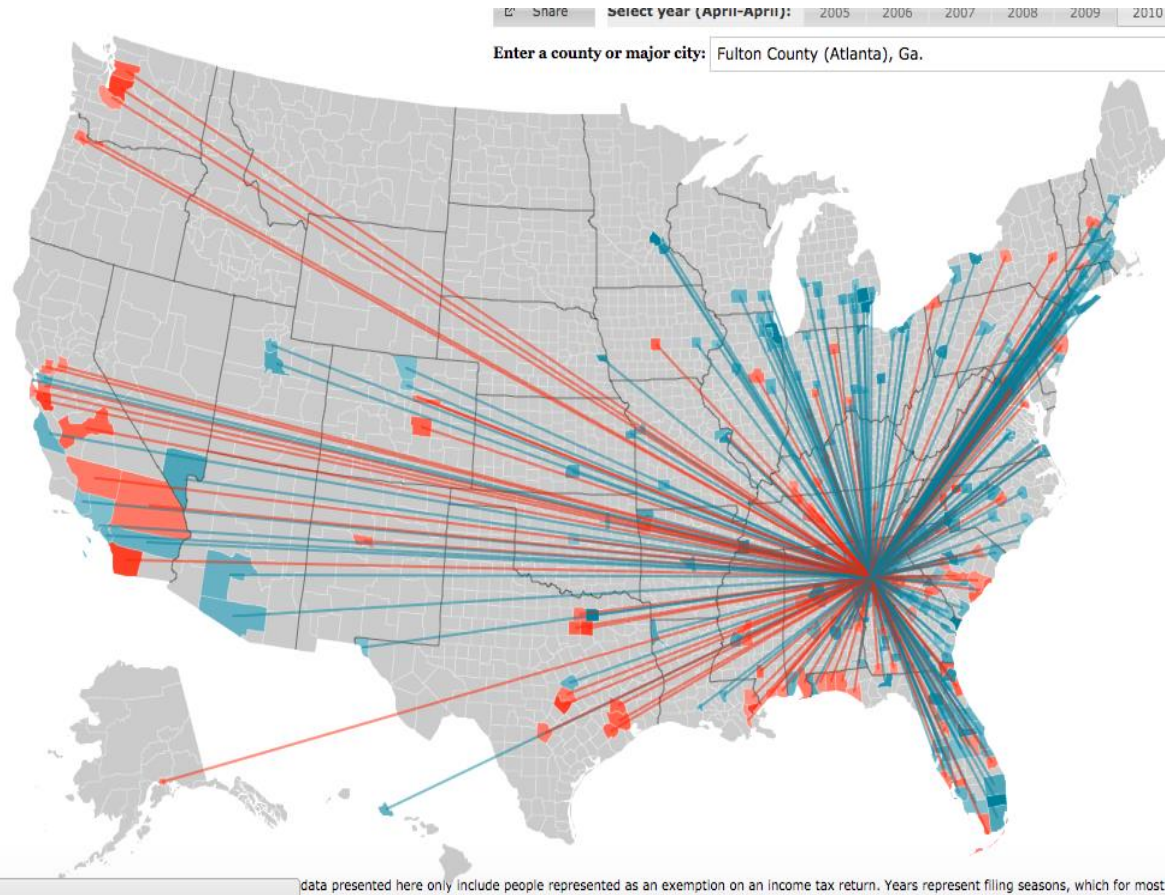 Share Select year (April-April): 2005 2006 2007 2008 2009 2010
Enter a county or major city: Fulton County (Atlanta), Ga.
data presented here only include people represented as an exemption on an income tax return. Years represent filing seasons, which for most